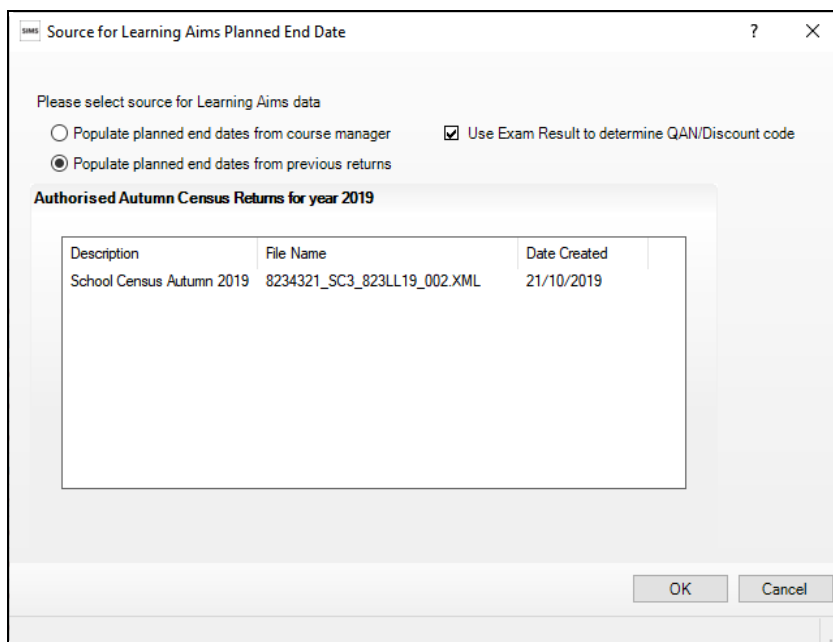 SIMS Source for Learning Aims Planned End Date ? X
Please select source for Learning Aims data
Populate planned end dates from course manager Use Exam Result to determine QAN/Discount code
Populate planned end dates from previous returns
Authorised Autumn Census Returns for year 2019
Description File Name Date Created
School Census Autumn 2019 8234321_SC3_823LL19_002.XML 21/10/2019
OK Cancel